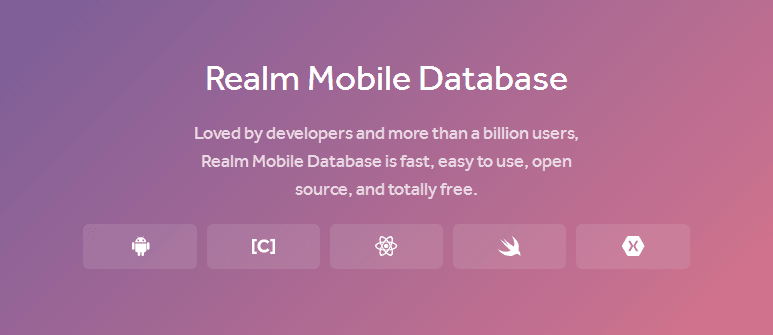 Realm Mobile Database
Loved by developers and more than a billion users,
Realm Mobile Database is fast, easy to use, open
source, and totally free.
[C]